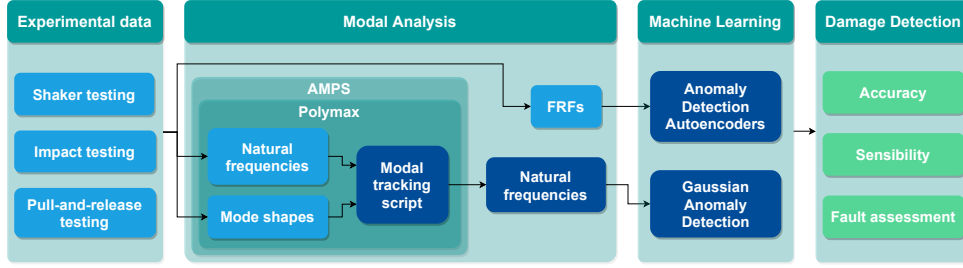 Experimental data
Shaker testing
Impact testing
Pull-and-release
testing
Modal Analysis
AMPS
Polymax
Natural
frequencies
Mode shapes
Modal
tracking
script
FRFs
Natural
frequencies
Machine Learning
Anomaly
Detection
Autoencoders
Gaussian
Anomaly
Detection
Damage Detection
Accuracy
Sensibility
Fault assessment